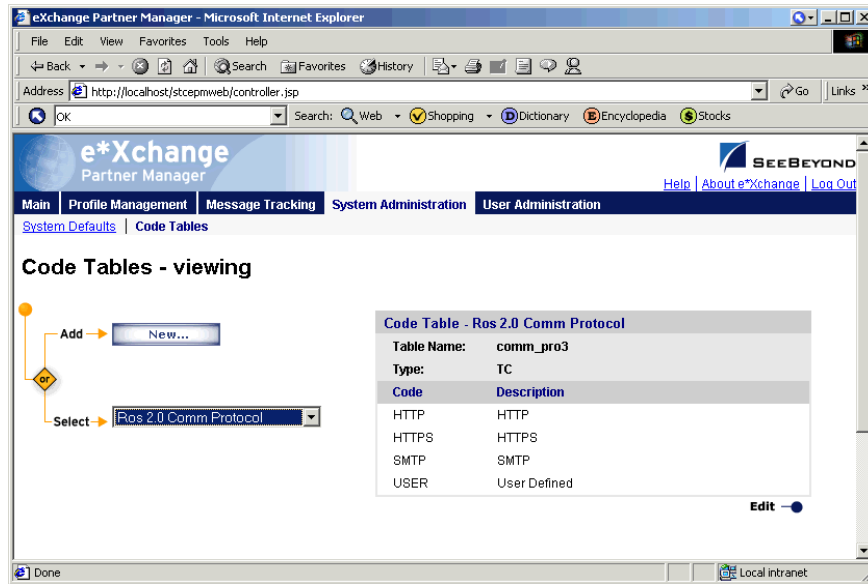 eXchange Partner Manager - Microsoft Internet Explorer
File Edit View Favorites Tools Help
Back Search Favorites History
Address http://localhost/stcepmweb/controller.jsp Go Links »
OK Search: Web Shopping Dictionary Encyclopedia Stocks
e*Xchange
Partner Manager
SEEBEYOND
Help | About e*Xchange | Log Out
Main Profile Management Message Tracking System Administration User Administration
System Defaults | Code Tables
Code Tables - viewing
Add New...
or
Select Ros 2.0 Comm Protocol
Code Table - Ros 2.0 Comm Protocol
Table Name: comm_pro3
Type: TC
Code Description
HTTP HTTP
HTTPS HTTPS
SMTP SMTP
USER User Defined
Edit
Done Local intranet